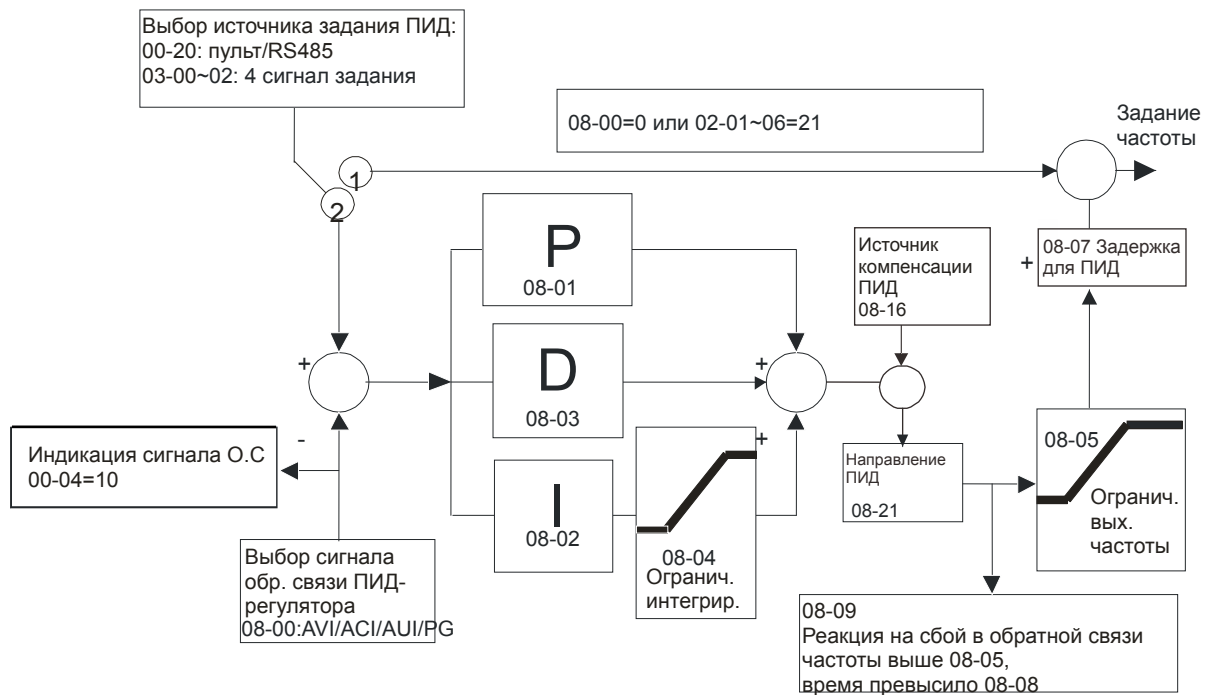 Выбор источника задания ПИД:
00-20: пульт/RS485
03-00~02: 4 сигнал задания
08-00=0 или 02-01~06=21
Задание
частоты
1
2
P
08-01
Источник
компенсации
ПИД
08-16
+
08-07 Задержка
для ПИД
+
D
08-03
+
-
Индикация сигнала О.С
00-04=10
I
08-02
08-04
Огранич.
интегрир.
+
Направление
ПИД
08-21
08-05
Огранич.
вых.
частоты
Выбор сигнала
обр. связи ПИД-
регулятора
08-00:AVI/ACI/AUI/PG
08-09
Реакция на сбой в обратной связи
частоты выше 08-05,
время превысило 08-08